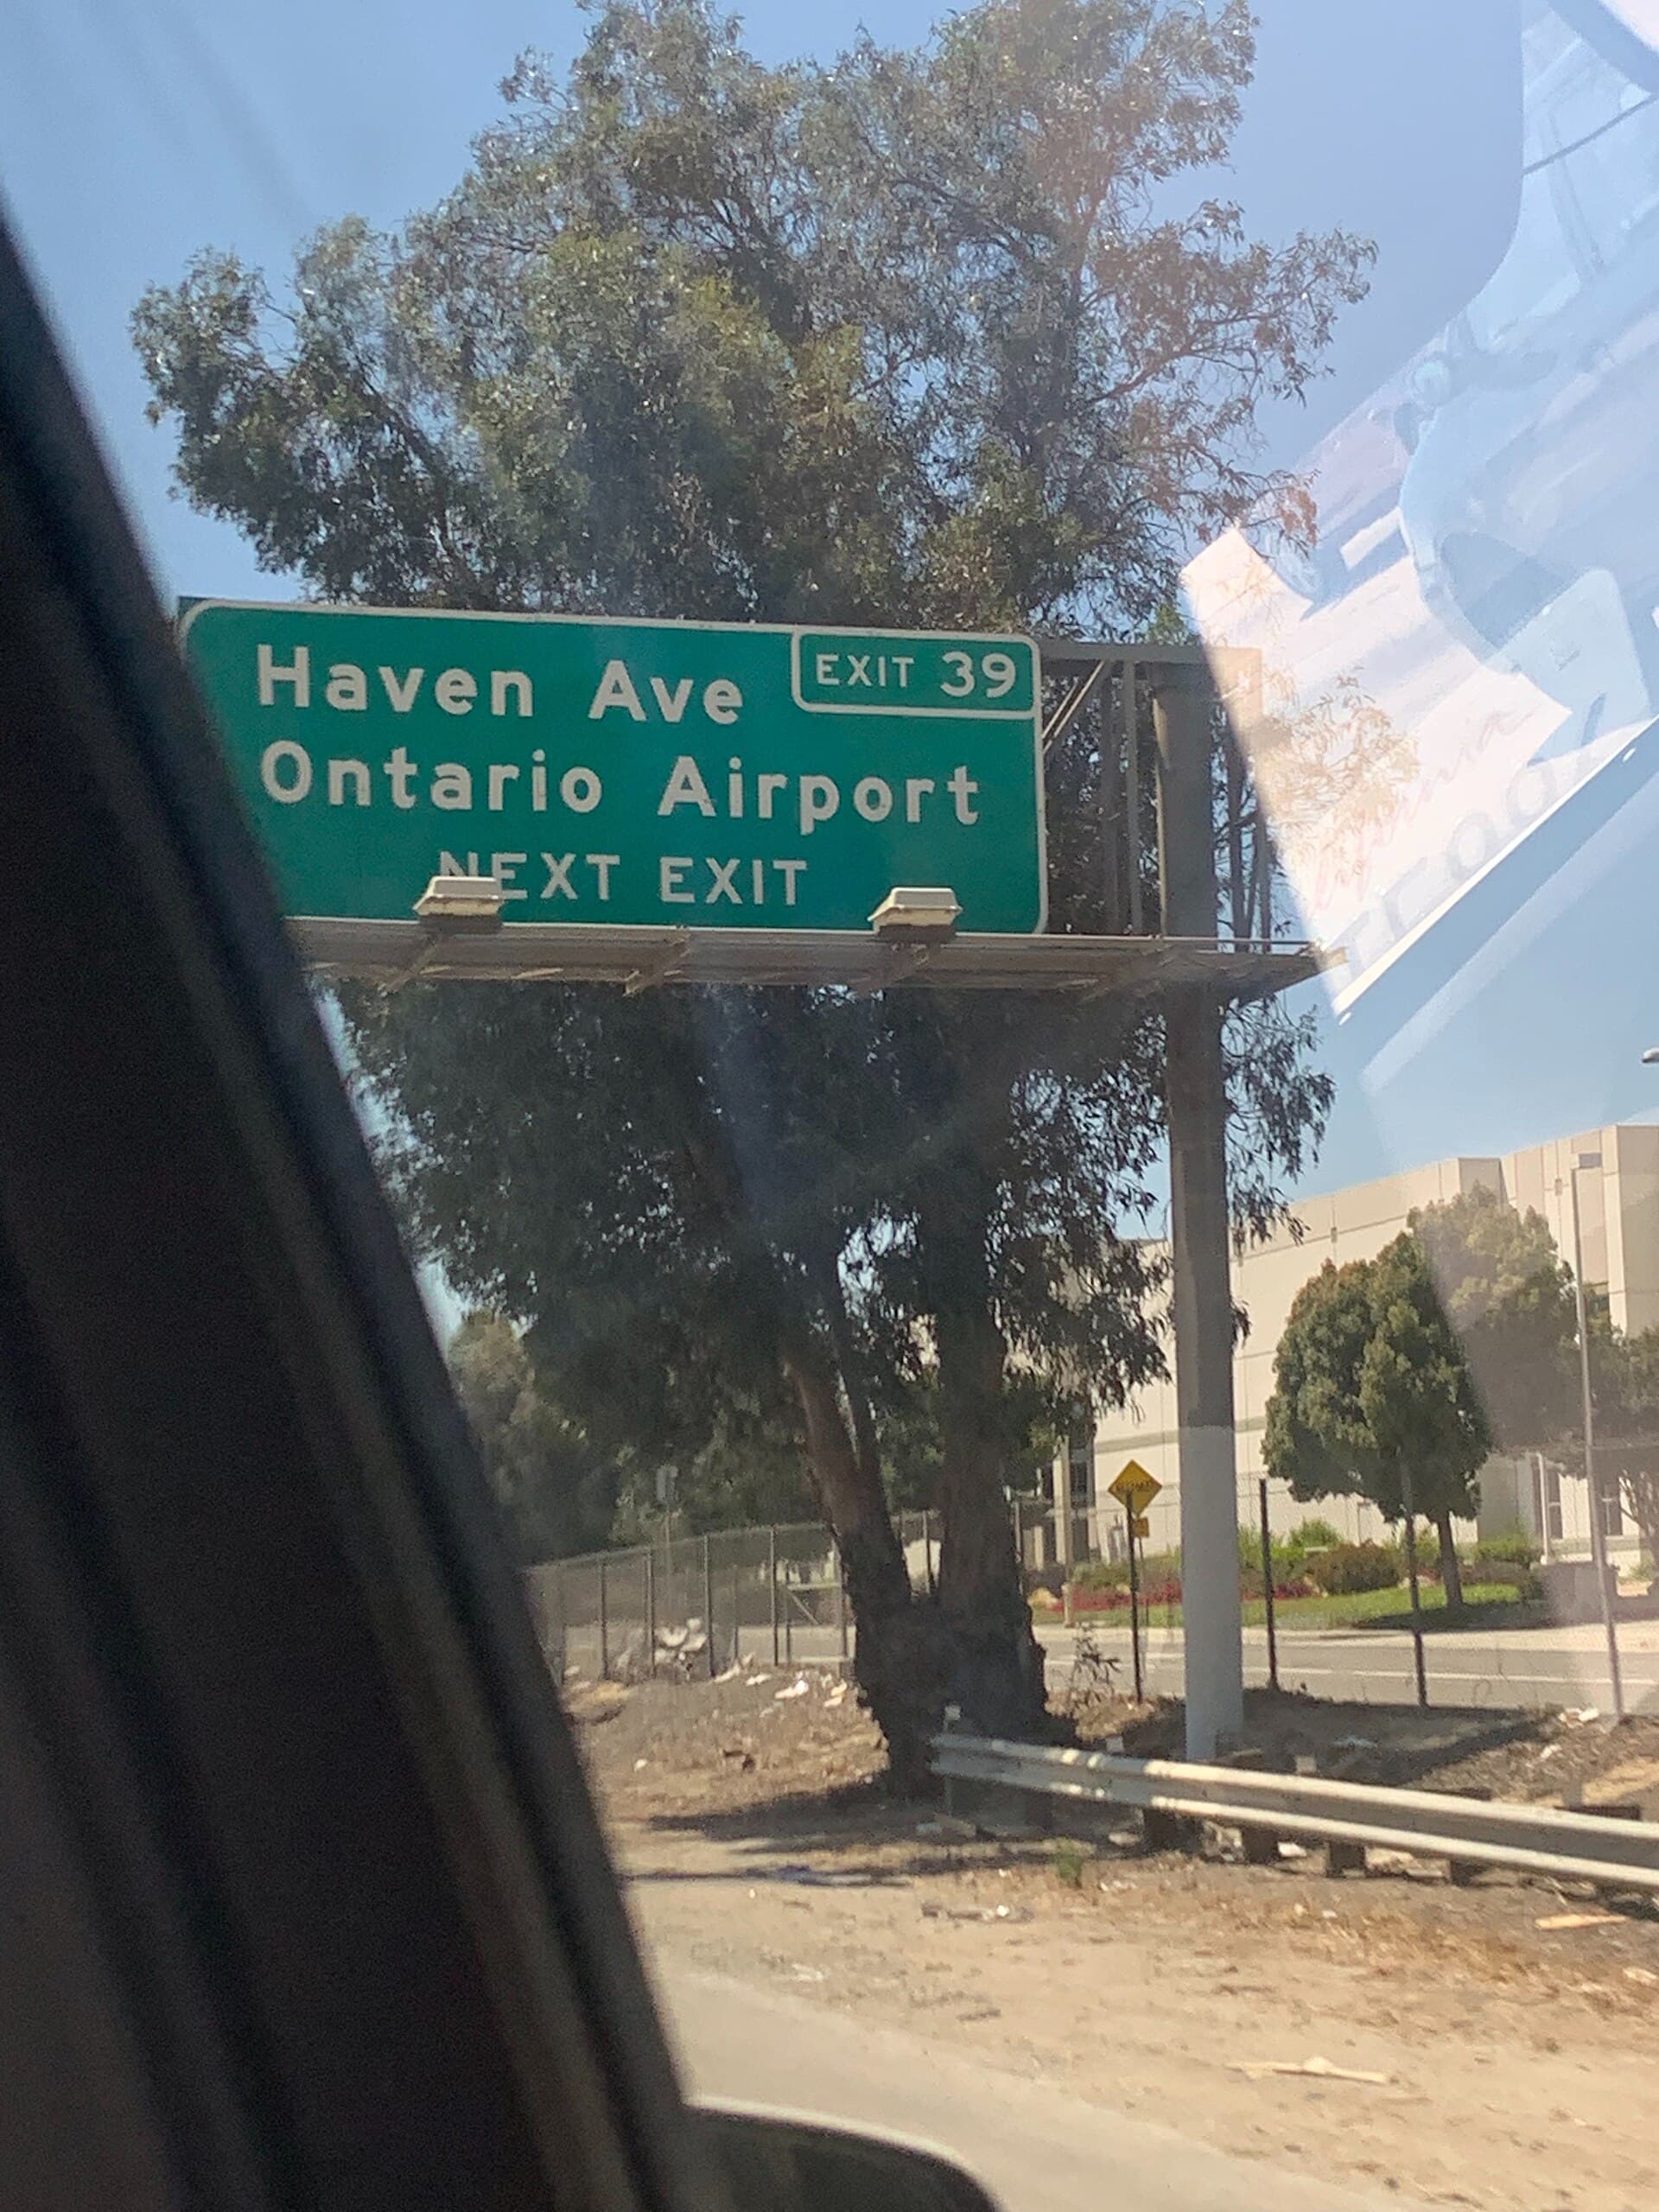 Haven Ave
EXIT 39
Ontario Airport
NEXT EXIT